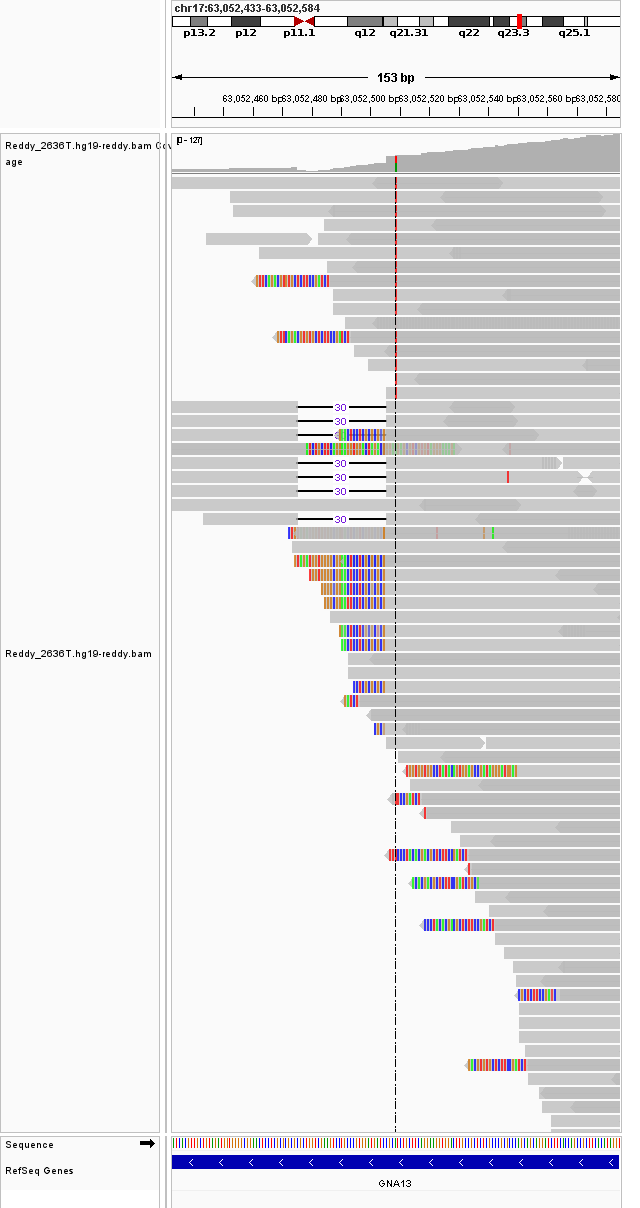 chr17:63,052,433-63,052,584
p13.2 p12 p11.1 q12 q21.31 q22 q23.3 q25.1
153 bp
63,052,460 bp 63,052,480 bp 63,052,500 bp 63,052,520 bp 63,052,540 bp 63,052,560 bp 63,052,580
Reddy_2636T.hg19-reddy.bam Cov
age
[0 - 127]
30
30
30
30
30
30
Reddy_2636T.hg19-reddy.bam
Sequence
RefSeq Genes
GNA13